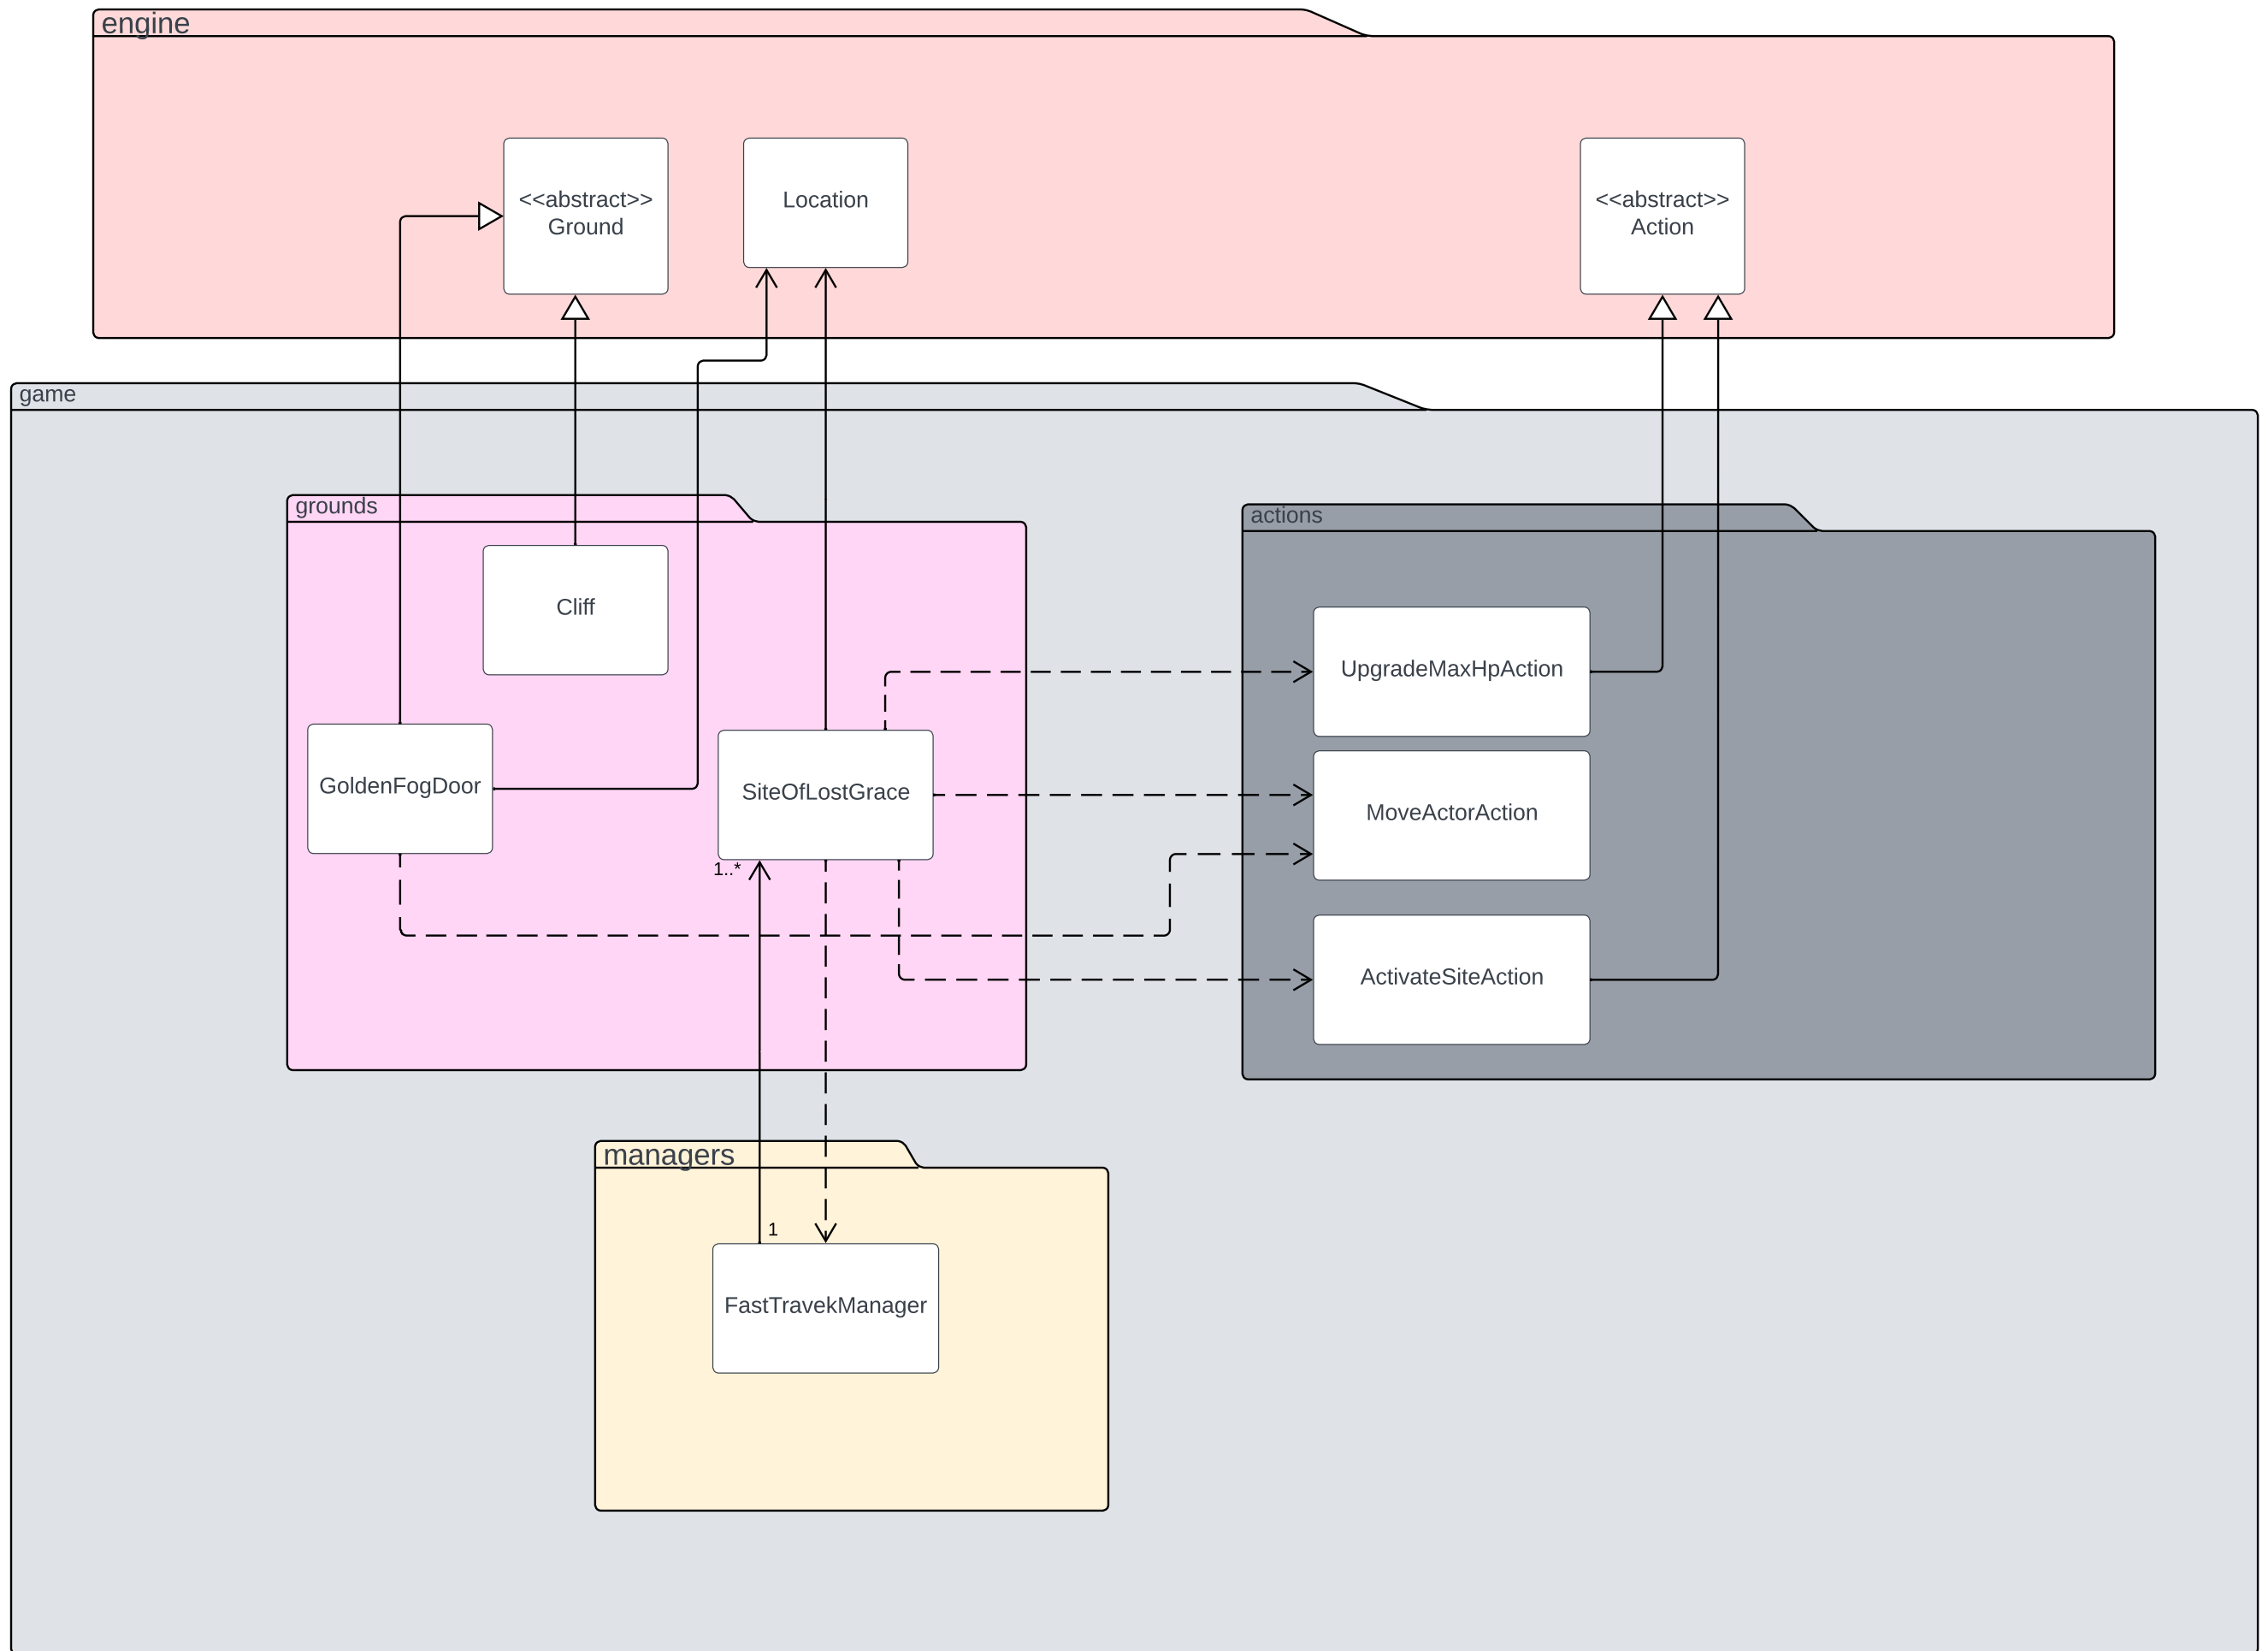 engine
<<abstract>>
Ground
Location
<<abstract>>
Action
game
grounds
actions
Cliff
UpgradeMaxHpAction
GoldenFogDoor
SiteOfLostGrace
MoveActorAction
1..*
ActivateSiteAction
managers
1
FastTravekManager